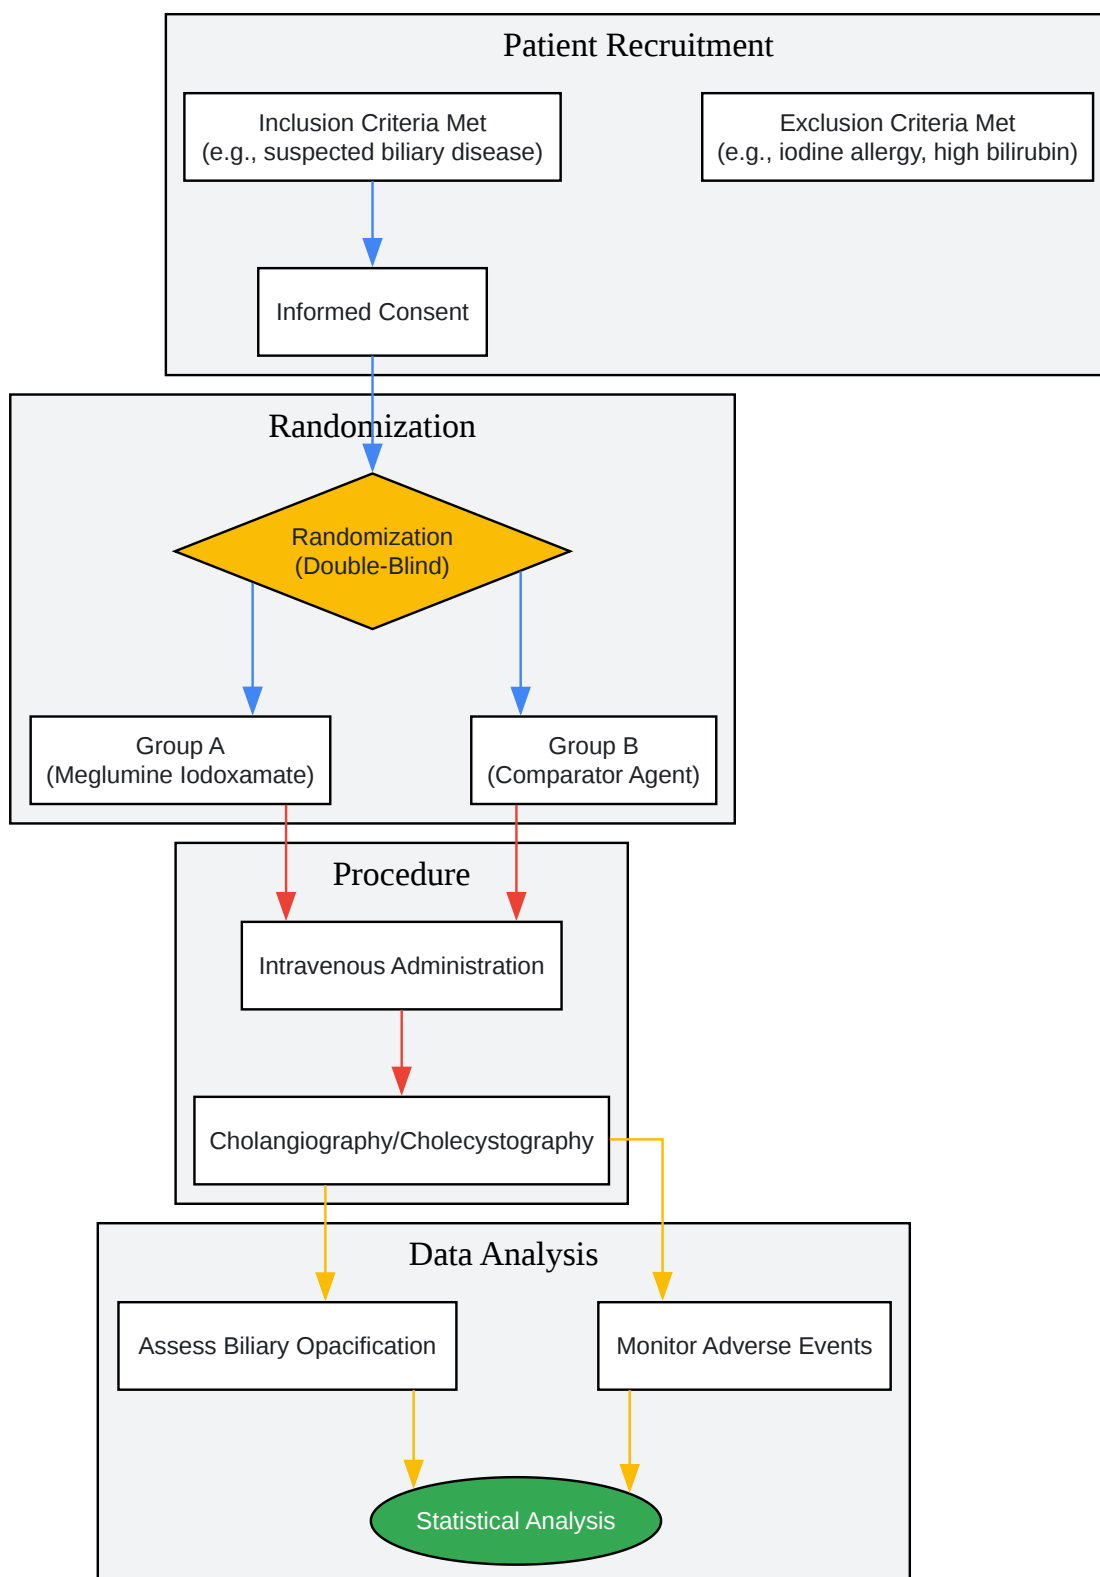 Patient Recruitment
Inclusion Criteria Met
(e.g., suspected biliary disease)
Exclusion Criteria Met
(e.g., iodine allergy, high bilirubin)
Informed Consent
Randomization
Randomization
(Double-Blind)
Group A
(Meglumine Iodoxamate)
Group B
(Comparator Agent)
Procedure
Intravenous Administration
Cholangiography/Cholecystography
Data Analysis
Assess Biliary Opacification
Monitor Adverse Events
Statistical Analysis